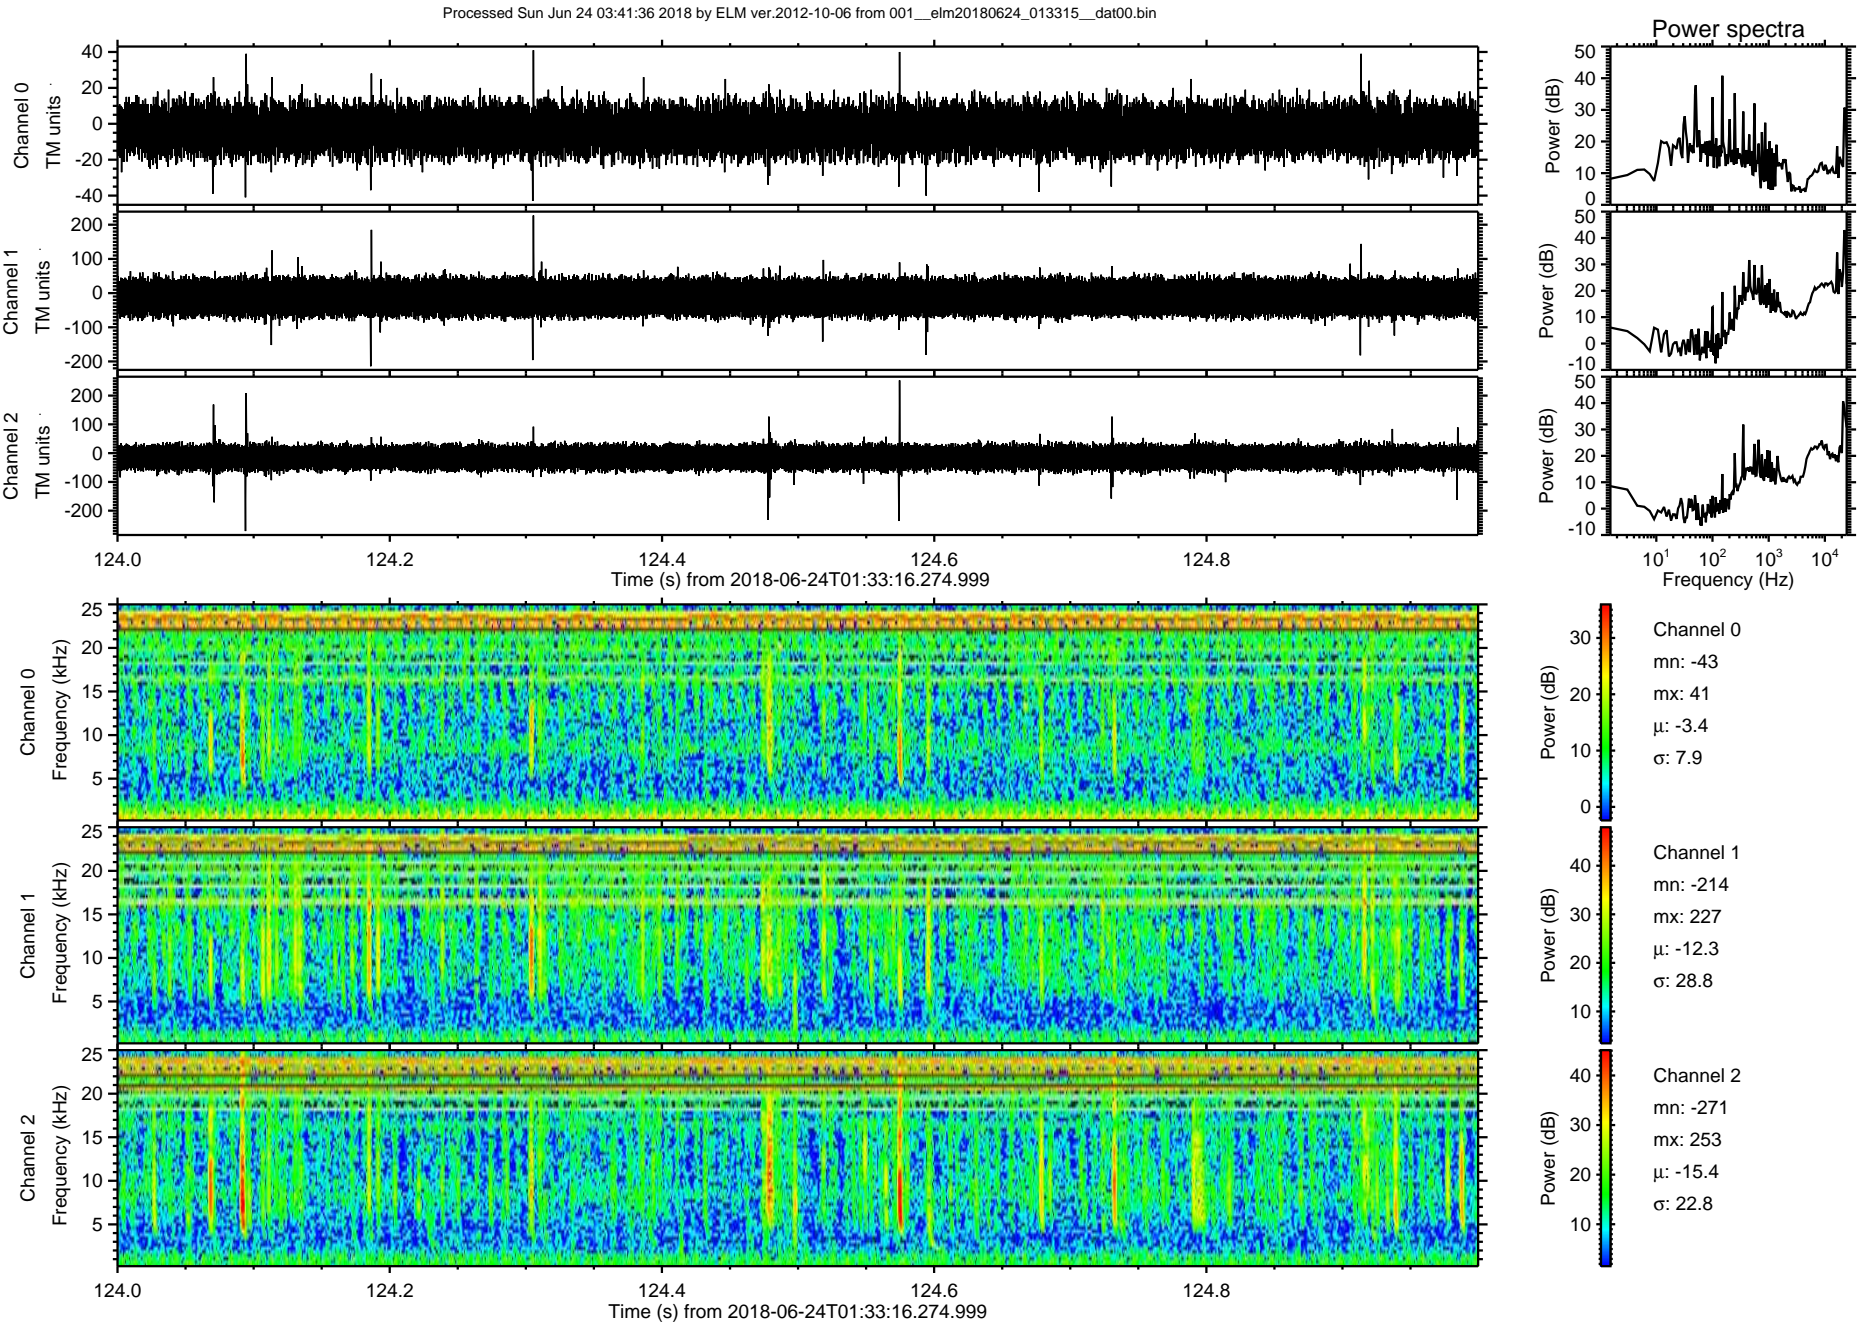 Processed Sun Jun 24 03:41:36 2018 by ELM ver.2012-10-06 from 001__elm20180624_013315__dat00.bin
Power spectra
Channel 0
TM units
40
20
0
-20
-40
Power (dB)
50
40
30
20
10
0
Channel 1
TM units
200
100
0
-100
-200
Power (dB)
50
40
30
20
10
0
-10
Channel 2
TM units
200
100
0
-100
-200
Power (dB)
50
40
30
20
10
0
-10
124.0 124.2 124.4 124.6 124.8
Time (s) from 2018-06-24T01:33:16.274.999
10^1 10^2 10^3 10^4
Frequency (Hz)
Channel 0
Frequency (kHz)
25
20
15
10
5
Power (dB)
30
20
10
0
Channel 0
mn: -43
mx: 41
μ: -3.4
σ: 7.9
Channel 1
Frequency (kHz)
25
20
15
10
5
Power (dB)
40
30
20
10
Channel 1
mn: -214
mx: 227
μ: -12.3
σ: 28.8
Channel 2
Frequency (kHz)
25
20
15
10
5
Power (dB)
40
30
20
10
Channel 2
mn: -271
mx: 253
μ: -15.4
σ: 22.8
124.0 124.2 124.4 124.6 124.8
Time (s) from 2018-06-24T01:33:16.274.999